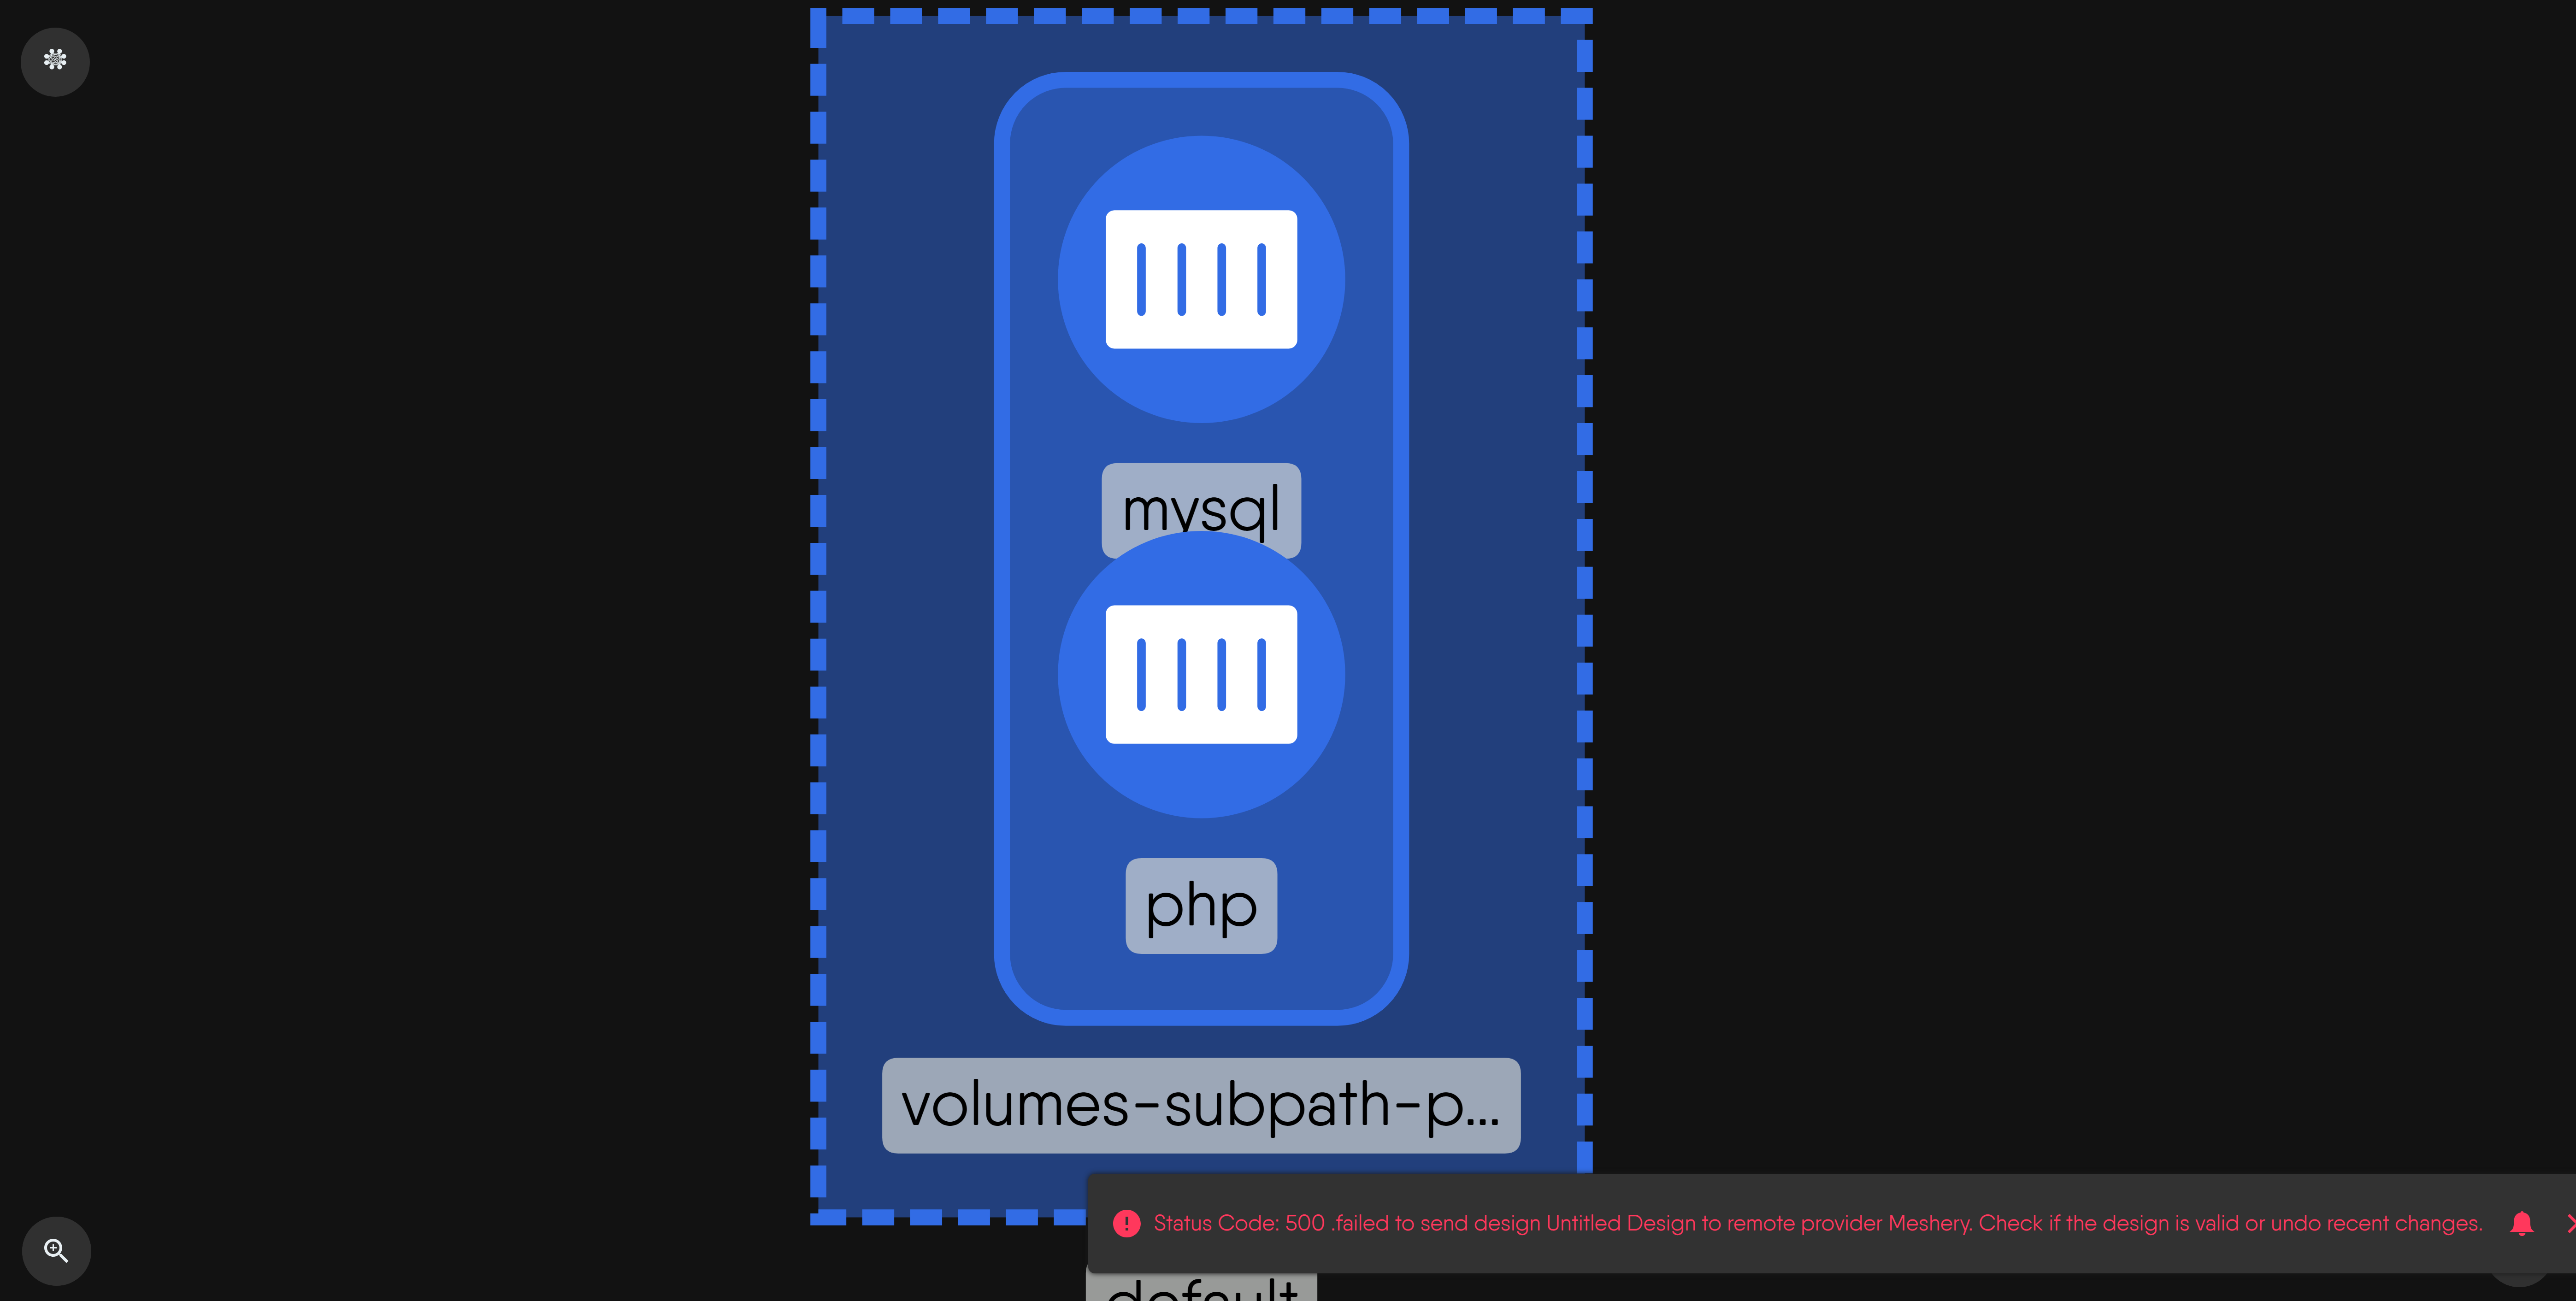 mysql
php
volumes-subpath-p...
Status Code: 500 .failed to send design Untitled Design to remote provider Meshery. Check if the design is valid or undo recent changes.
default